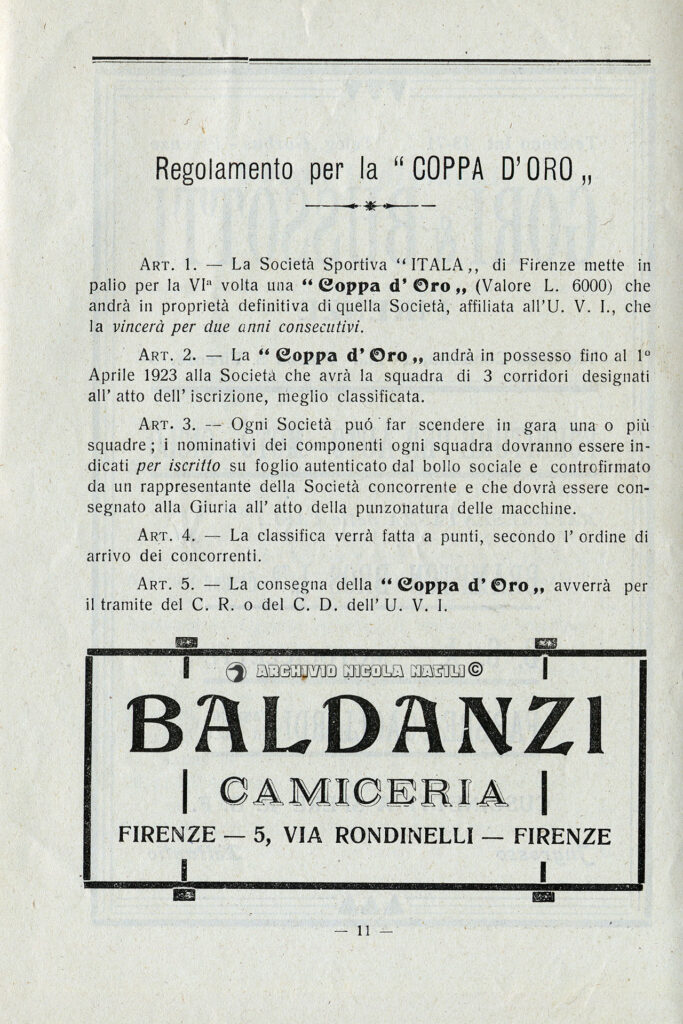 Regolamento per la “ COPPA D'ORO „
ART. 1. — La Società Sportiva “ITALA,, di Firenze mette in
palio per la VIª volta una “ Coppa d' Oro „ (Valore L. 6000) che
andrà in proprietà definitiva di quella Società, affiliata all'U. V. I., che
la vincerà per due anni consecutivi.
ART. 2. — La “ Coppa d' Oro „ andrà in possesso fino al 1º
Aprile 1923 alla Società che avrà la squadra di 3 corridori designati
all' atto dell' iscrizione, meglio classificata.
ART. 3. — Ogni Società puó far scendere in gara una o più
squadre ; i nominativi dei componenti ogni squadra dovranno essere in-
dicati per iscritto su foglio autenticato dal bollo sociale e controfirmato
da un rappresentante della Società concorrente e che dovrà essere con-
segnato alla Giuria all' atto della punzonatura delle macchine.
ART. 4. — La classifica verrà fatta a punti, secondo l' ordine di
arrivo dei concorrenti.
ART. 5. — La consegna della “ Coppa d' Oro „ avverrà per
il tramite del C. R. o del C. D. dell' U. V. I.
ARCHIVIO NICOLA NATILI ©
BALDANZI
CAMICERIA
FIRENZE — 5, VIA RONDINELLI — FIRENZE
— 11 —